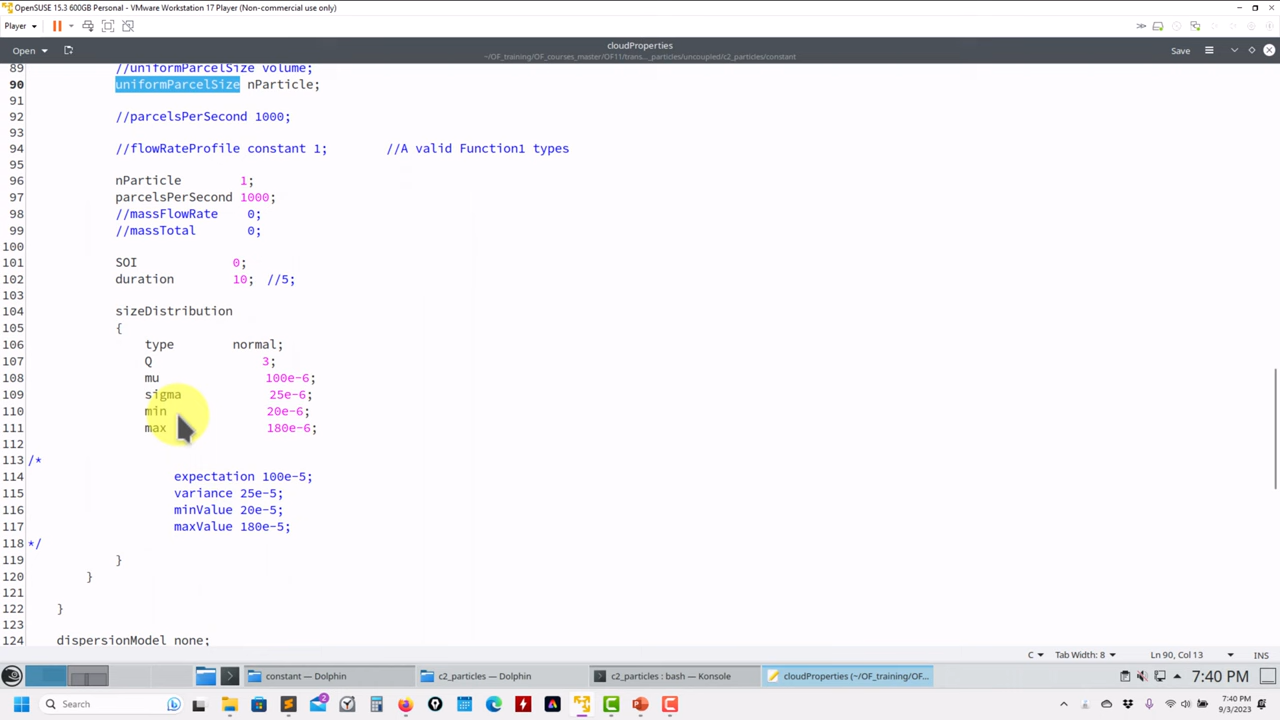 OpenSUSE 15.3 600GB Personal - VMware Workstation 17 Player (Non-commercial use only)
Player
Open
cloudProperties
~/OF_training/OF_courses_master/OF11/trans..._particles/uncoupled/c2_particles/constant
Save
89 //uniformParcelSize volume;
90 uniformParcelSize nParticle;
91
92 //parcelsPerSecond 1000;
93
94 //flowRateProfile constant 1; //A valid Function1 types
95
96 nParticle 1;
97 parcelsPerSecond 1000;
98 //massFlowRate 0;
99 //massTotal 0;
100
101 SOI 0;
102 duration 10; //5;
103
104 sizeDistribution
105 {
106 type normal;
107 Q 3;
108 mu 100e-6;
109 sigma 25e-6;
110 min 20e-6;
111 max 180e-6;
112
113 /*
114 expectation 100e-5;
115 variance 25e-5;
116 minValue 20e-5;
117 maxValue 180e-5;
118 */
119 }
120 }
121
122 }
123
124 dispersionModel none;
C Tab Width: 8 Ln 90, Col 13 INS
constant — Dolphin
c2_particles — Dolphin
c2_particles : bash — Konsole
cloudProperties (~/OF_training/OF...
7:40 PM
Search
2
7:40 PM
9/3/2023